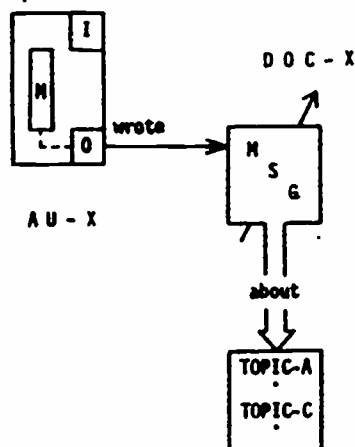 I
DOC-X
M
wrote
O
M
S
G
AU-X
about
TOPIC-A
TOPIC-C